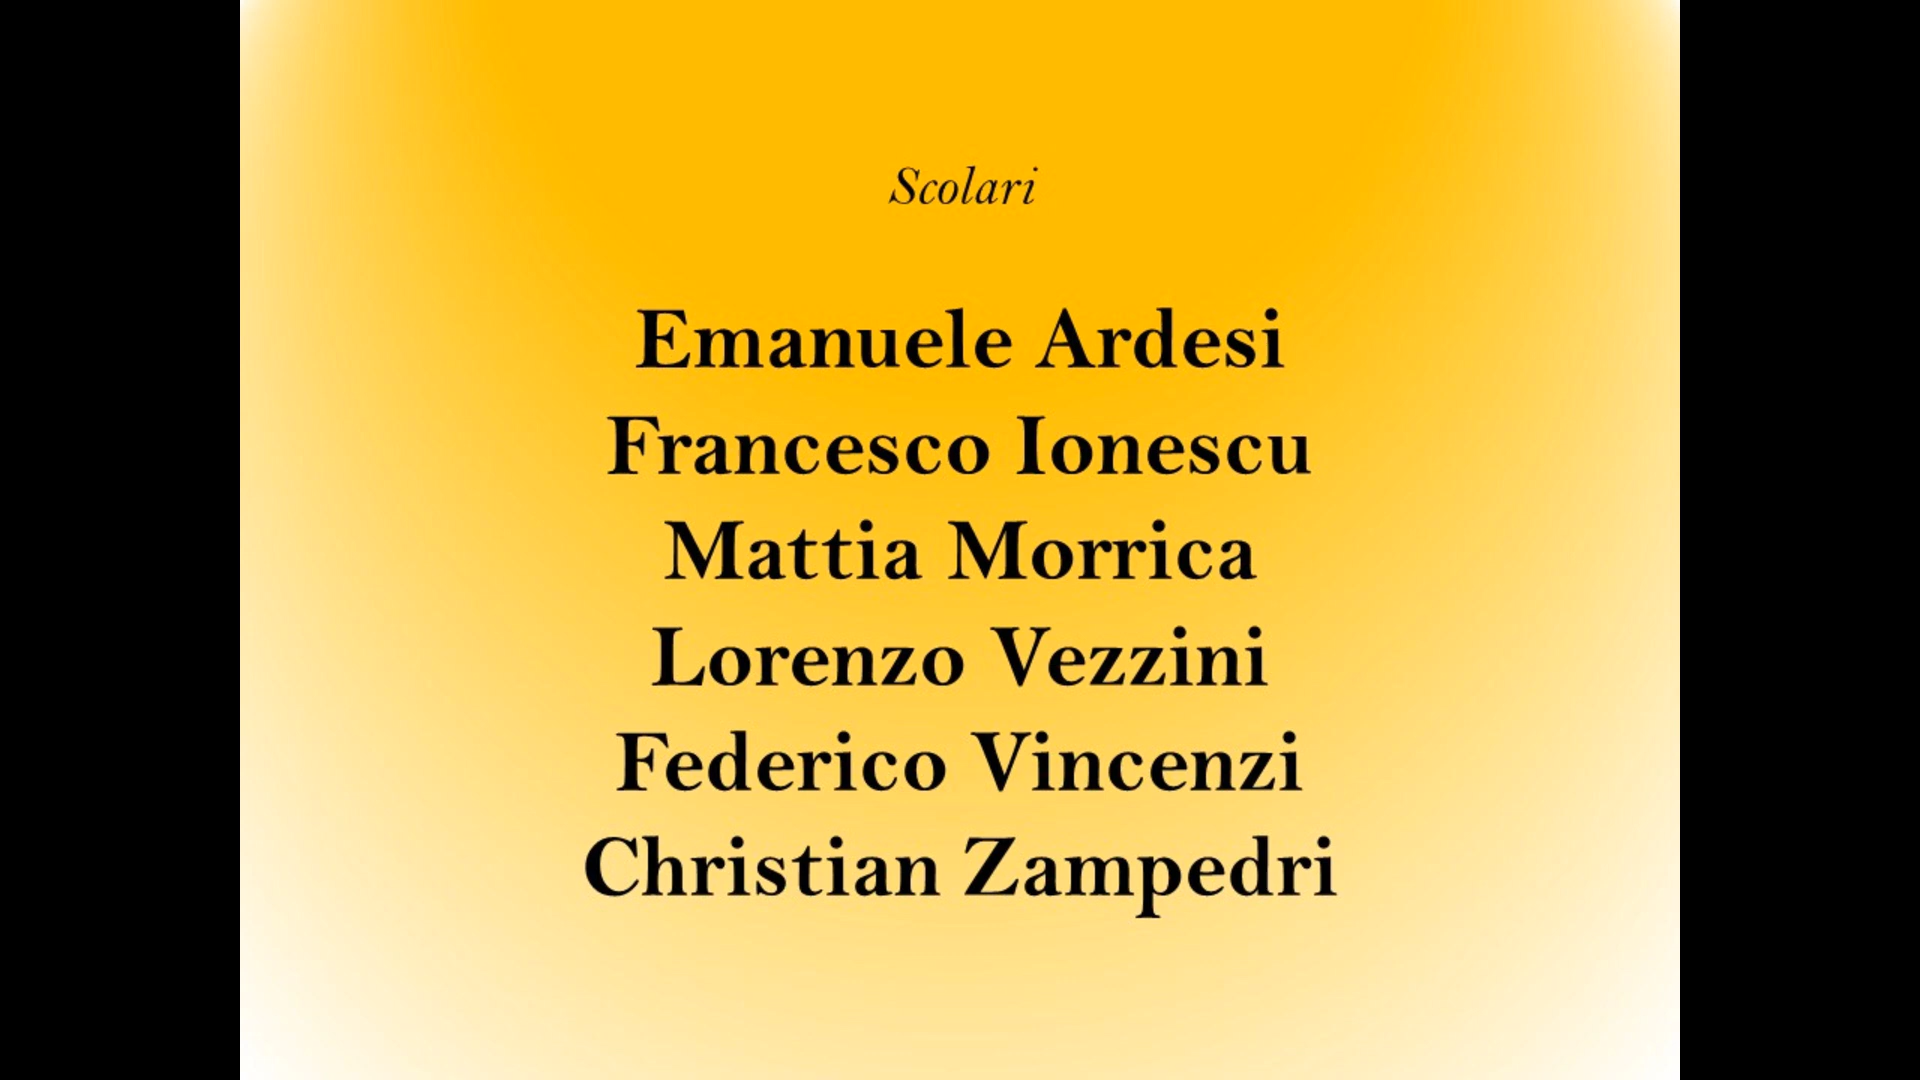 Scolari
Emanuele Ardesi
Francesco Ionescu
Mattia Morrica
Lorenzo Vezzini
Federico Vincenzi
Christian Zampedri